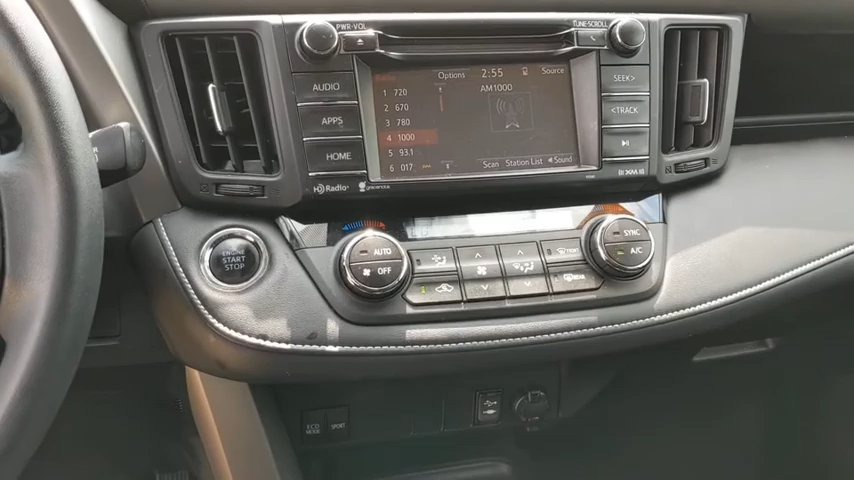 PWR•VOL
TUNE•SCROLL
Options 2:55 Source
AUDIO
APPS
HOME
AM1000
1 720
2 670
3 780
4 1000
5 93.1
6 017
Scan Station List Sound
SEEK>
<TRACK
HD Radio
gracenote
XM
ENGINE
START
STOP
AUTO
OFF
REAR
SYNC
A/C
ECO
MODE
SPORT